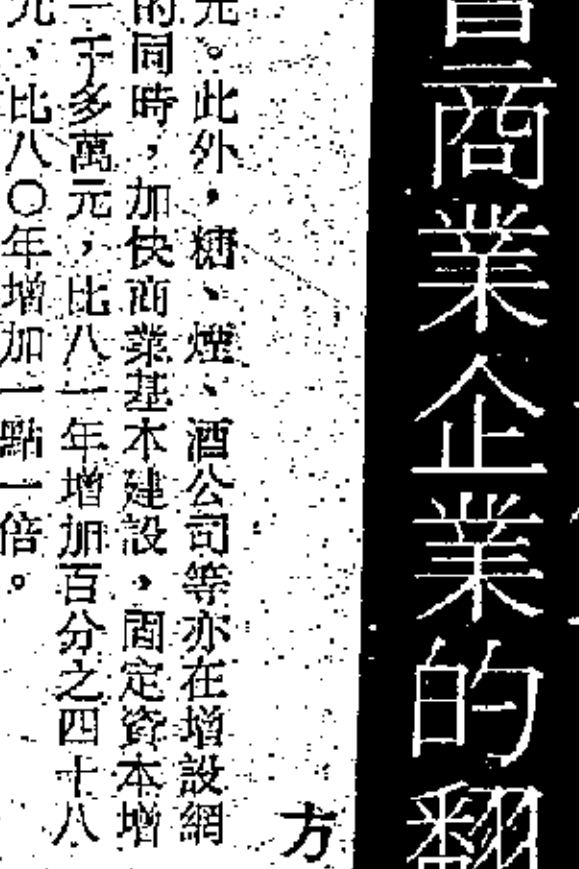 商業企業的翻
方
元。此外，糖、煙、酒公司等亦在增設網
的同時，加快商業基本建設，固定資本增
一千多萬元，比八一年增加百分之四十八
元，比八〇年增加一點一倍。